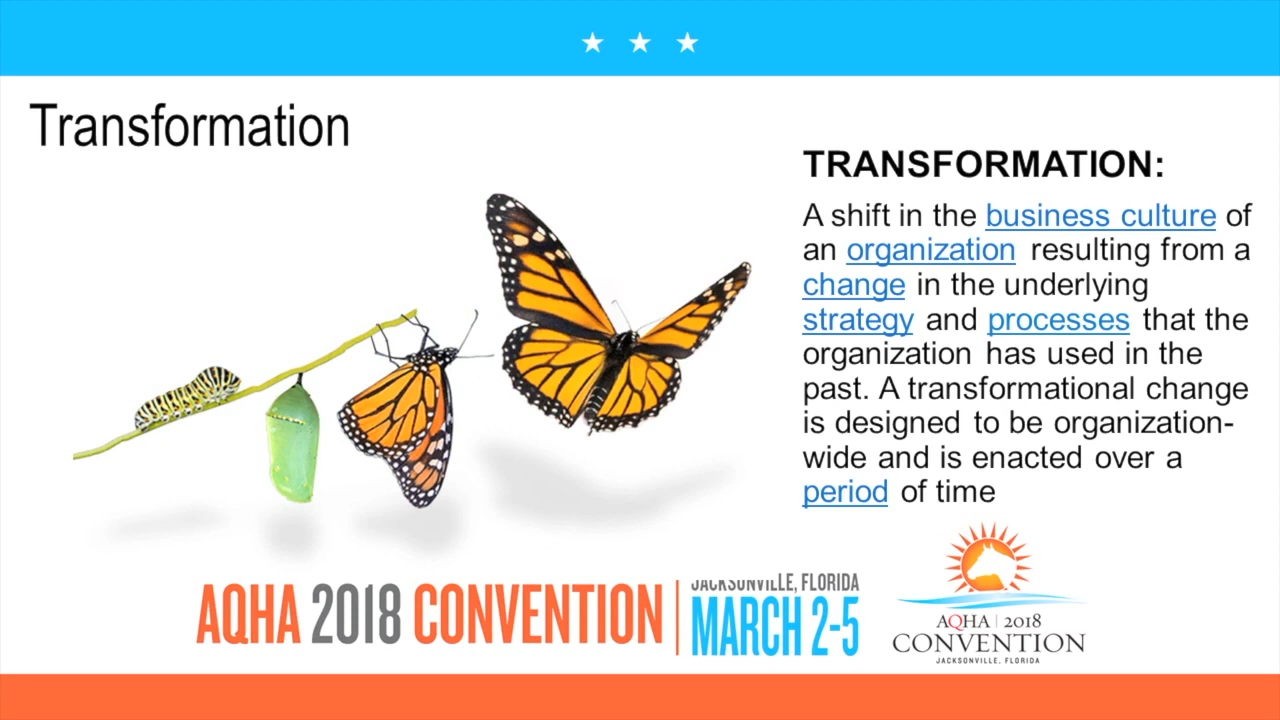 Transformation
TRANSFORMATION:
A shift in the business culture of
an organization resulting from a
change in the underlying
strategy and processes that the
organization has used in the
past. A transformational change
is designed to be organization-
wide and is enacted over a
period of time
AQHA 2018 CONVENTION
JACKSONVILLE, FLORIDA
MARCH 2-5
AQHA | 2018
CONVENTION
JACKSONVILLE, FLORIDA